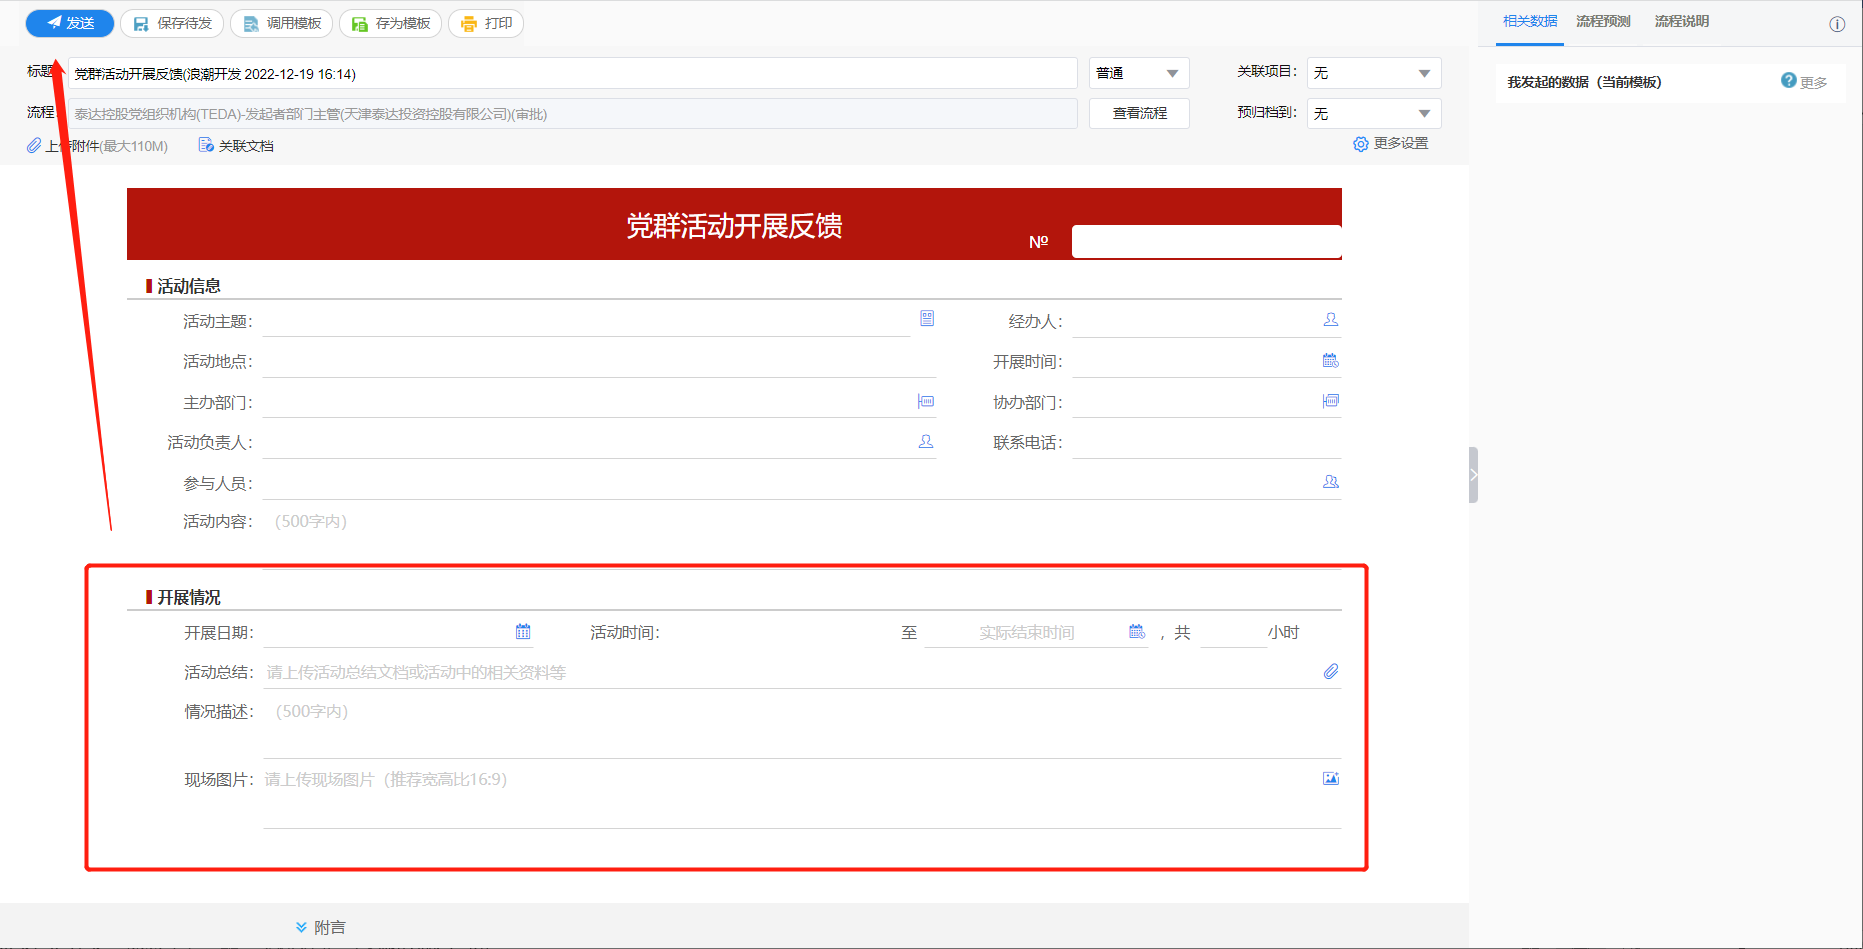 发送 保存待发 调用模板 存为模板 打印
标题 党群活动开展反馈(浪潮开发 2022-12-19 16:14) 普通 关联项目： 无
流程： 泰达控股党组织机构(TEDA)-发起者部门主管(天津泰达投资控股有限公司)(审批) 查看流程 预归档到： 无
上传附件(最大110M) 关联文档 更多设置
党群活动开展反馈
Nº
活动信息
活动主题： 经办人：
活动地点： 开展时间：
主办部门： 协办部门：
活动负责人： 联系电话：
参与人员：
活动内容： （500字内）
开展情况
开展日期： 活动时间： 至 实际结束时间 ，共 小时
活动总结： 请上传活动总结文档或活动中的相关资料等
情况描述： （500字内）
现场图片： 请上传现场图片（推荐宽高比16:9）
附言
相关数据 流程预测 流程说明
我发起的数据（当前模板） 更多